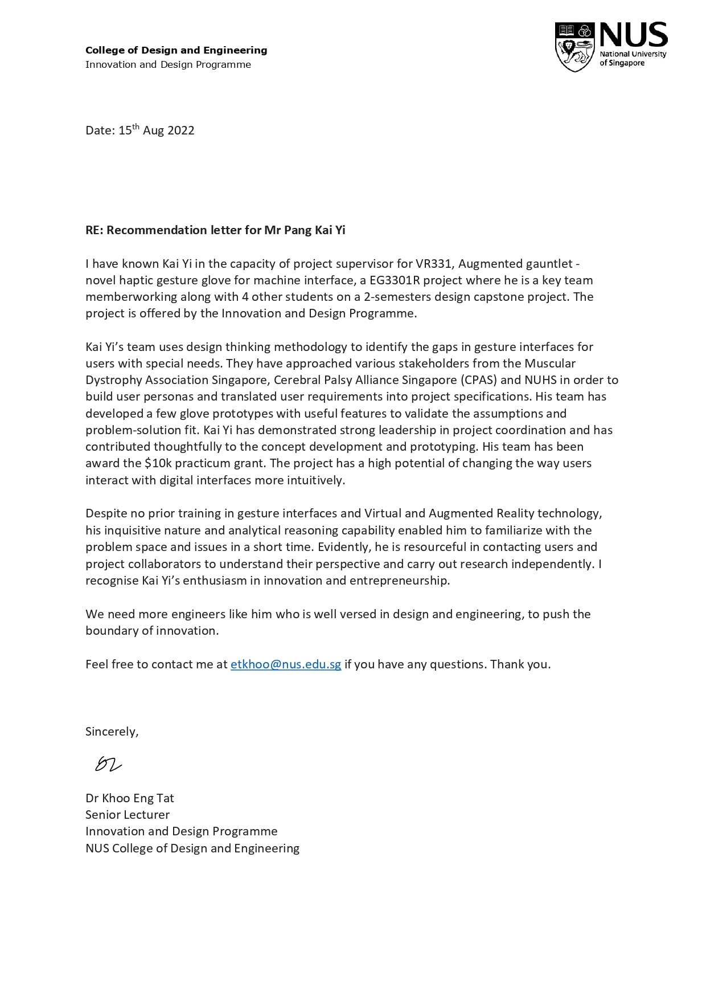 College of Design and Engineering
Innovation and Design Programme
NUS
National University
of Singapore
Date: 15th Aug 2022
RE: Recommendation letter for Mr Pang Kai Yi
I have known Kai Yi in the capacity of project supervisor for VR331, Augmented gauntlet -
novel haptic gesture glove for machine interface, a EG3301R project where he is a key team
memberworking along with 4 other students on a 2-semesters design capstone project. The
project is offered by the Innovation and Design Programme.
Kai Yi’s team uses design thinking methodology to identify the gaps in gesture interfaces for
users with special needs. They have approached various stakeholders from the Muscular
Dystrophy Association Singapore, Cerebral Palsy Alliance Singapore (CPAS) and NUHS in order to
build user personas and translated user requirements into project specifications. His team has
developed a few glove prototypes with useful features to validate the assumptions and
problem-solution fit. Kai Yi has demonstrated strong leadership in project coordination and has
contributed thoughtfully to the concept development and prototyping. His team has been
award the $10k practicum grant. The project has a high potential of changing the way users
interact with digital interfaces more intuitively.
Despite no prior training in gesture interfaces and Virtual and Augmented Reality technology,
his inquisitive nature and analytical reasoning capability enabled him to familiarize with the
problem space and issues in a short time. Evidently, he is resourceful in contacting users and
project collaborators to understand their perspective and carry out research independently. I
recognise Kai Yi’s enthusiasm in innovation and entrepreneurship.
We need more engineers like him who is well versed in design and engineering, to push the
boundary of innovation.
Feel free to contact me at etkhoo@nus.edu.sg if you have any questions. Thank you.
Sincerely,
Dr Khoo Eng Tat
Senior Lecturer
Innovation and Design Programme
NUS College of Design and Engineering